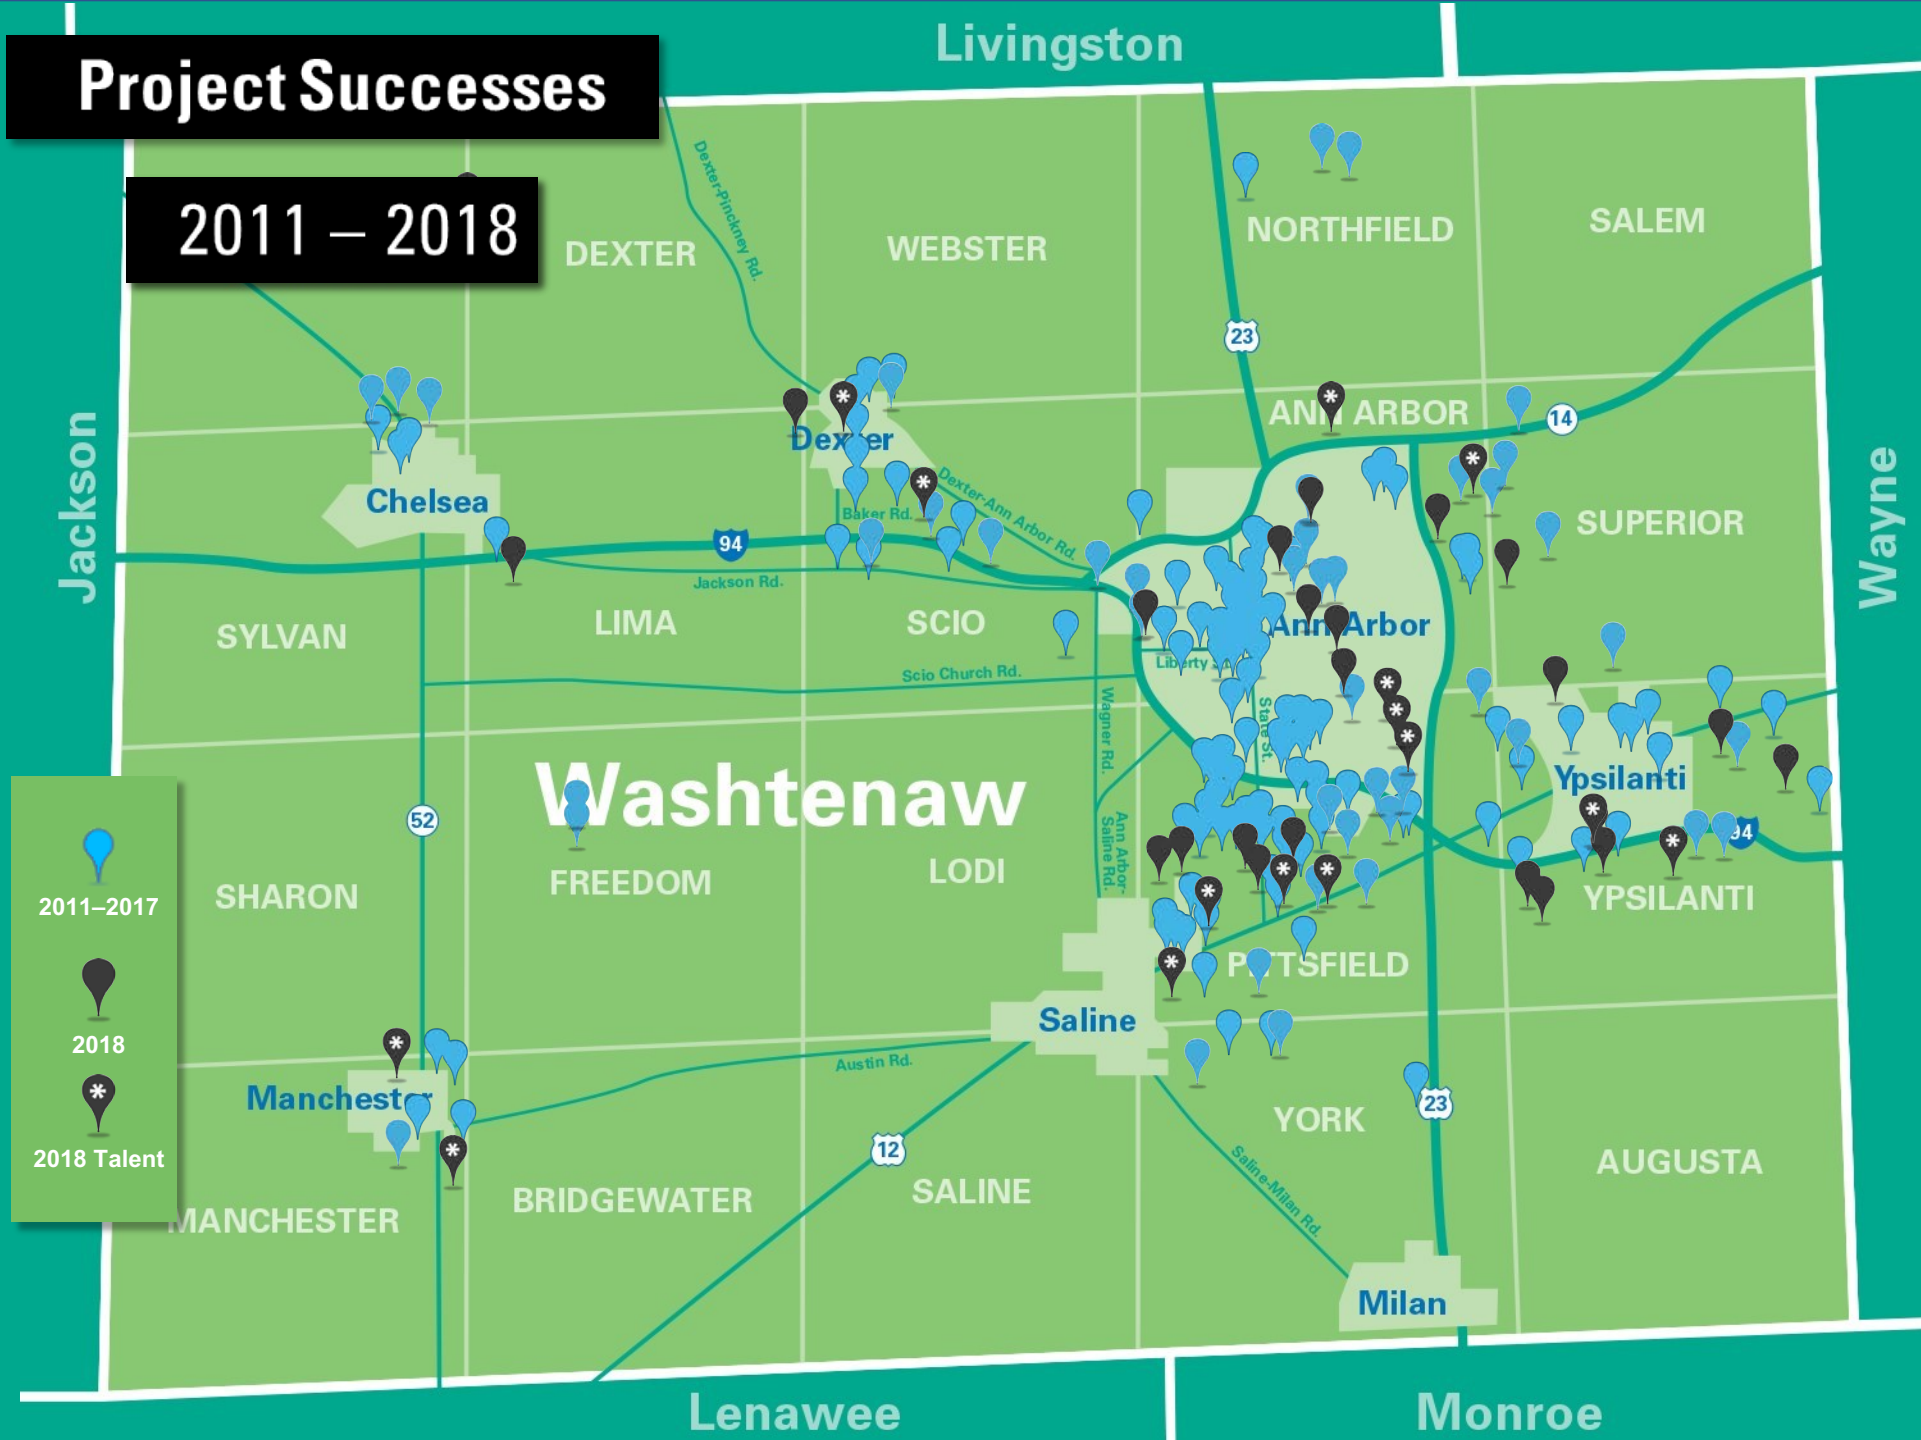 Livingston
Project Successes
2011 – 2018
Dexter-Pinckney Rd.
NORTHFIELD
SALEM
DEXTER
WEBSTER
23
ANN ARBOR
14
Jackson
Dexter
Chelsea
Baker Rd.
Dexter-Ann Arbor Rd.
SUPERIOR
Wayne
94
Jackson Rd.
SYLVAN
LIMA
SCIO
Ann Arbor
Liberty
Scio Church Rd.
Wagner Rd.
State St.
Washtenaw
Ypsilanti
52
94
Ann Arbor-
Saline Rd.
2011–2017
SHARON
FREEDOM
LODI
YPSILANTI
PITTSFIELD
2018
Saline
Austin Rd.
Manchester
23
YORK
*
2018 Talent
12
Saline-Milan Rd.
AUGUSTA
MANCHESTER
BRIDGEWATER
SALINE
Milan
Lenawee
Monroe